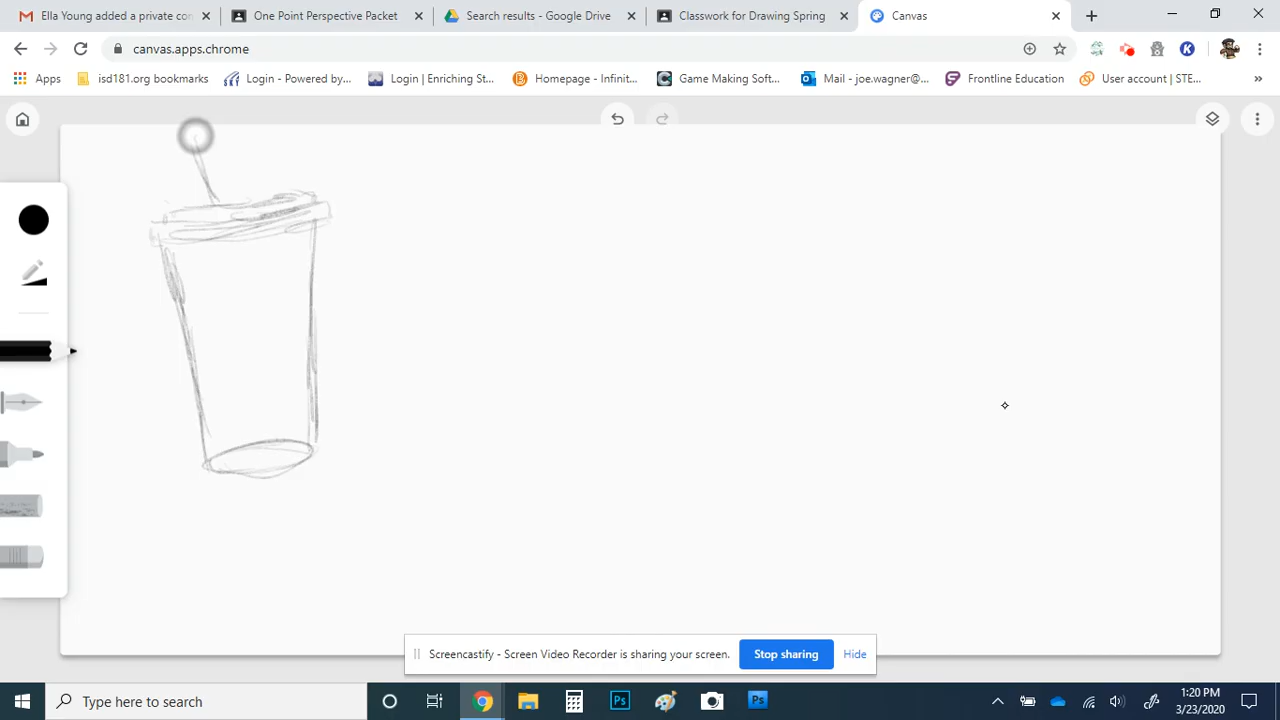 Ella Young added a private con
One Point Perspective Packet
Search results - Google Drive
Classwork for Drawing Spring
Canvas
canvas.apps.chrome
Apps
isd181.org bookmarks
Login - Powered by...
Login | Enriching St...
Homepage - Infinit...
Game Making Soft...
Mail - joe.wagner@...
Frontline Education
User account | STE...
Screencastify - Screen Video Recorder is sharing your screen.
Stop sharing
Hide
Type here to search
Ps
Ps
1:20 PM
3/23/2020